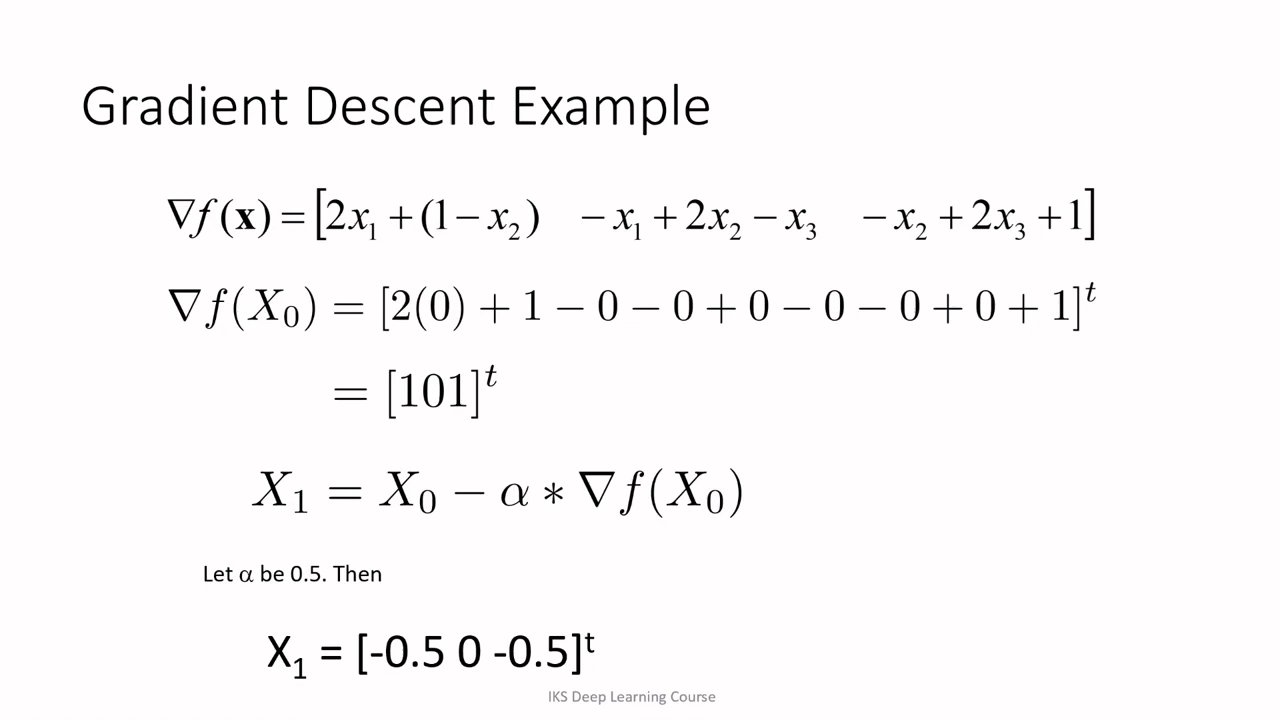 Gradient Descent Example
∇f(x) = [2x₁ + (1 − x₂)   − x₁ + 2x₂ − x₃   − x₂ + 2x₃ + 1]
∇f(X₀) = [2(0) + 1 − 0 − 0 + 0 − 0 − 0 + 0 + 1]ᵗ
= [101]ᵗ
X₁ = X₀ − α ∗ ∇f(X₀)
Let α be 0.5. Then
X₁ = [-0.5 0 -0.5]ᵗ
IKS Deep Learning Course